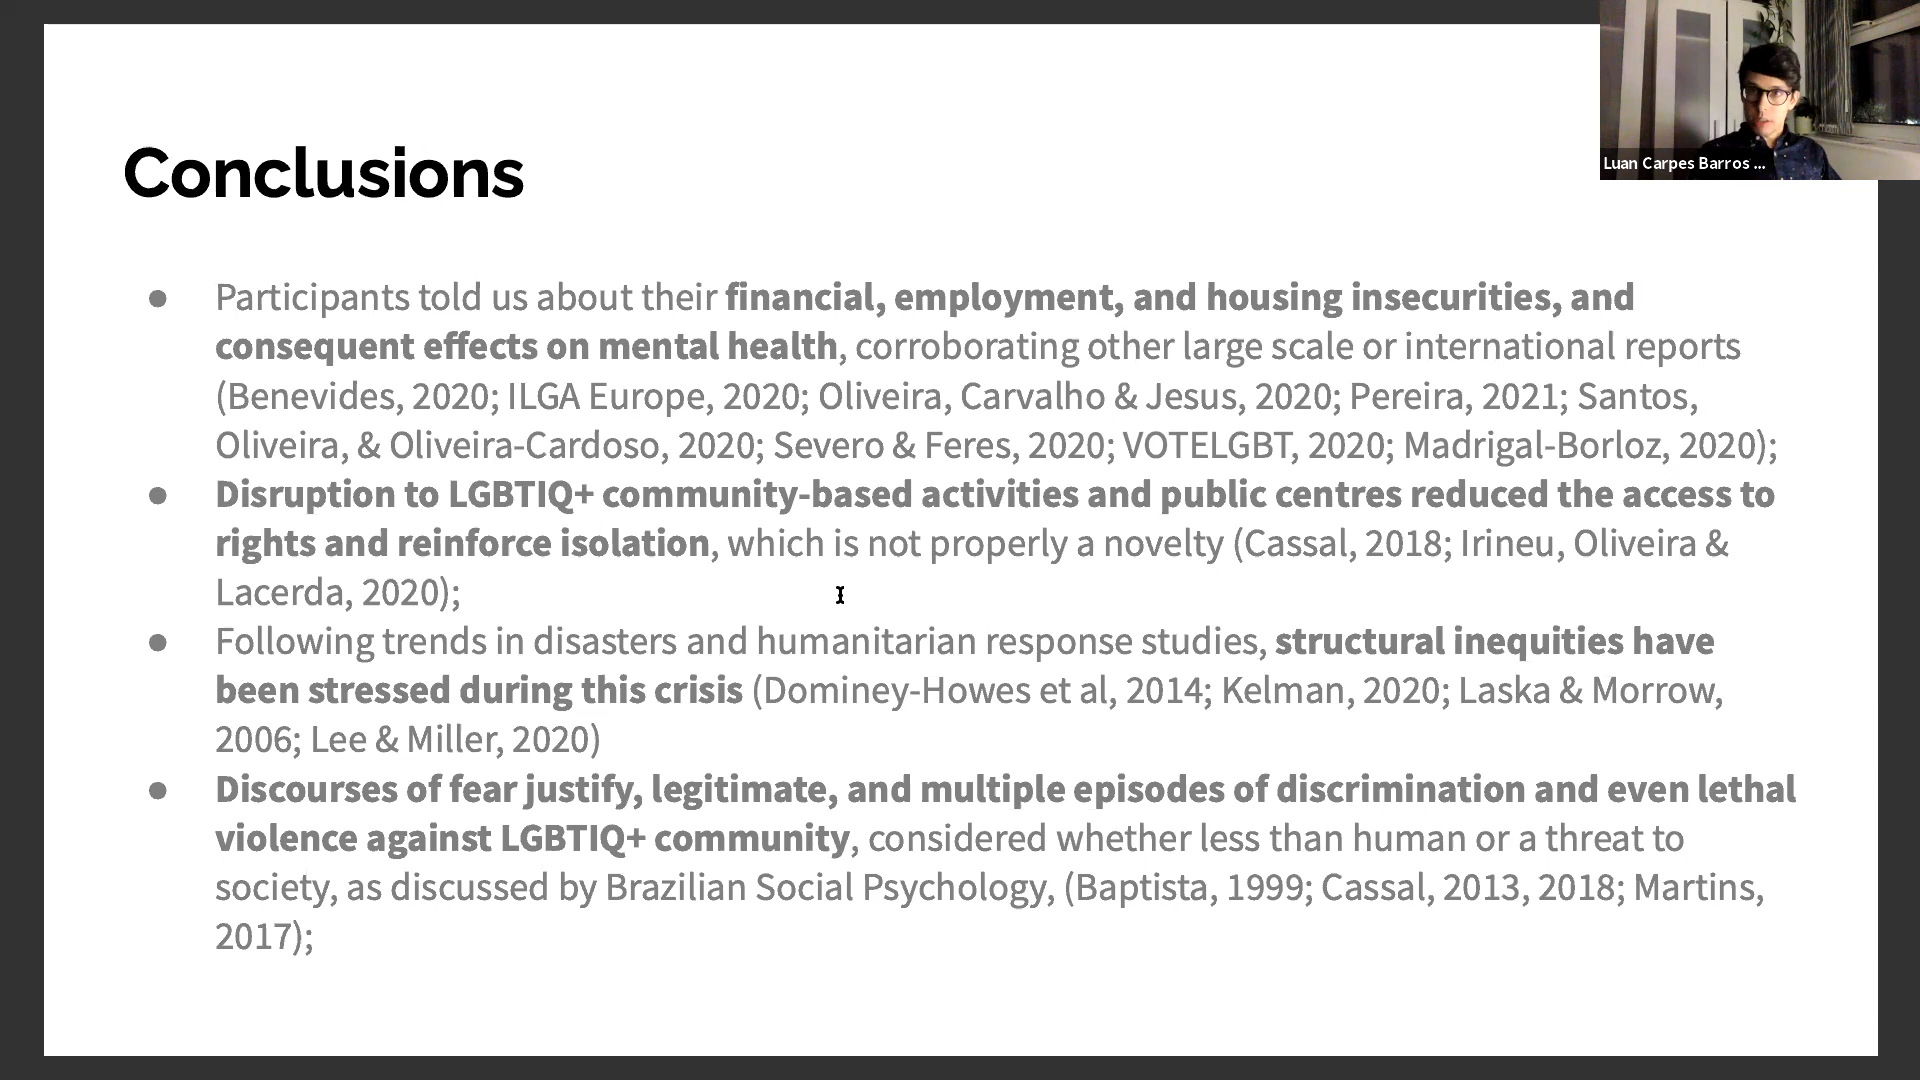 Luan Carpes Barros ...
Conclusions
● Participants told us about their financial, employment, and housing insecurities, and
consequent effects on mental health, corroborating other large scale or international reports
(Benevides, 2020; ILGA Europe, 2020; Oliveira, Carvalho & Jesus, 2020; Pereira, 2021; Santos,
Oliveira, & Oliveira-Cardoso, 2020; Severo & Feres, 2020; VOTELGBT, 2020; Madrigal-Borloz, 2020);
● Disruption to LGBTIQ+ community-based activities and public centres reduced the access to
rights and reinforce isolation, which is not properly a novelty (Cassal, 2018; Irineu, Oliveira &
Lacerda, 2020);
● Following trends in disasters and humanitarian response studies, structural inequities have
been stressed during this crisis (Dominey-Howes et al, 2014; Kelman, 2020; Laska & Morrow,
2006; Lee & Miller, 2020)
● Discourses of fear justify, legitimate, and multiple episodes of discrimination and even lethal
violence against LGBTIQ+ community, considered whether less than human or a threat to
society, as discussed by Brazilian Social Psychology, (Baptista, 1999; Cassal, 2013, 2018; Martins,
2017);